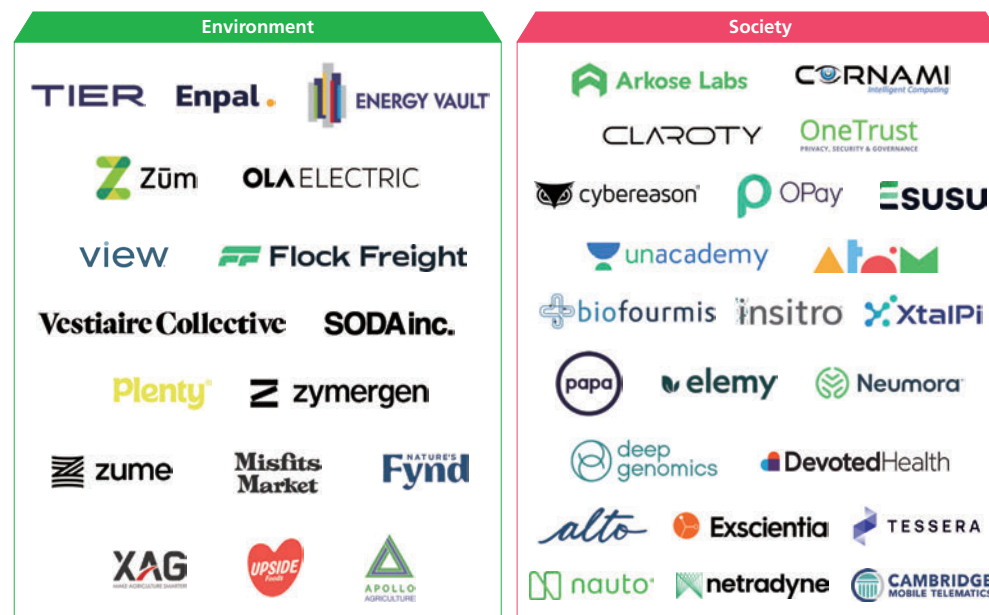 Environment
TIER Enpal. ENERGY VAULT
Zūm OLA ELECTRIC
view Flock Freight
Vestiaire Collective SODA inc.
Plenty zymergen
zume Misfits Market NATURE'S Fynd
XAG MAKE AGRICULTURE SMARTER UPSIDE Foods APOLLO AGRICULTURE
Society
Arkose Labs CORNAMI Intelligent Computing
CLAROTY OneTrust PRIVACY, SECURITY & GOVERNANCE
cybereason OPay ESUSU
unacademy
biofourmis insitro XtalPi
papa elemy Neumora
deep genomics DevotedHealth
alto Exscientia TESSERA
nauto netradyne CAMBRIDGE MOBILE TELEMATICS